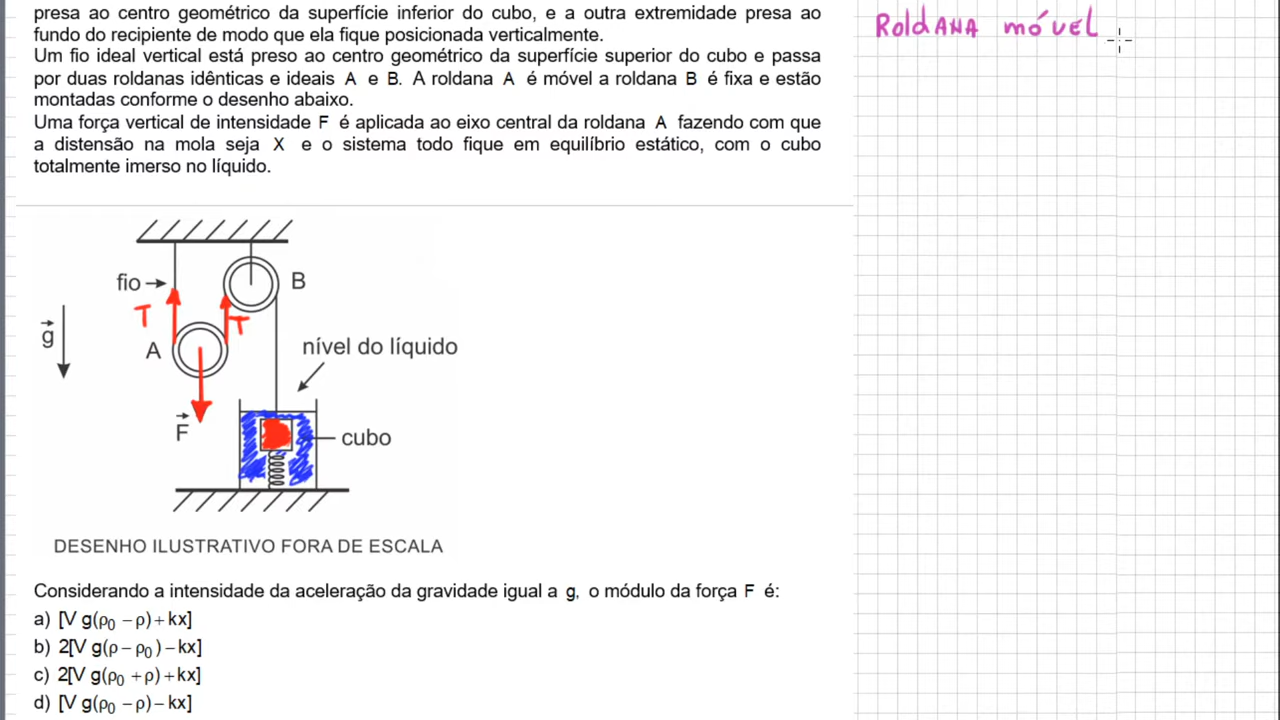 presa ao centro geométrico da superfície inferior do cubo, e a outra extremidade presa ao
fundo do recipiente de modo que ela fique posicionada verticalmente.
Um fio ideal vertical está preso ao centro geométrico da superfície superior do cubo e passa
por duas roldanas idênticas e ideais A e B. A roldana A é móvel a roldana B é fixa e estão
montadas conforme o desenho abaixo.
Uma força vertical de intensidade F é aplicada ao eixo central da roldana A fazendo com que
a distensão na mola seja X e o sistema todo fique em equilíbrio estático, com o cubo
totalmente imerso no líquido.
Roldana móvel
fio
B
T
T
g
A
nível do líquido
F
cubo
DESENHO ILUSTRATIVO FORA DE ESCALA
Considerando a intensidade da aceleração da gravidade igual a g, o módulo da força F é:
a) [V g(ρ0 − ρ) + kx]
b) 2[V g(ρ − ρ0) − kx]
c) 2[V g(ρ0 + ρ) + kx]
d) [V g(ρ0 − ρ) − kx]